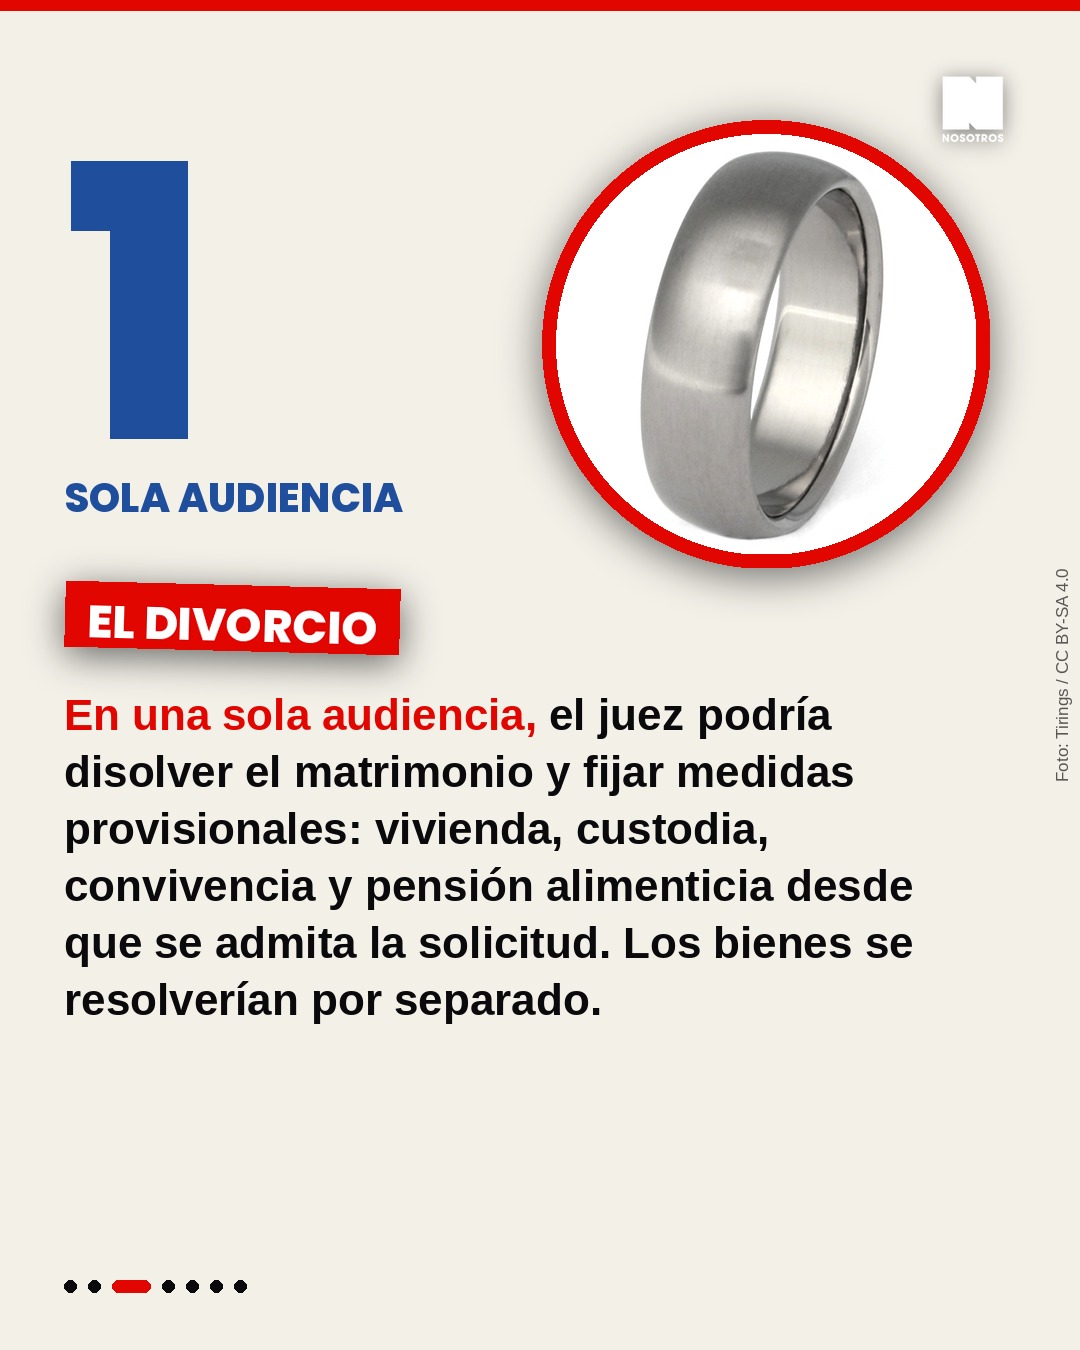 NOSOTROS
1
SOLA AUDIENCIA
EL DIVORCIO
En una sola audiencia, el juez podría
disolver el matrimonio y fijar medidas
provisionales: vivienda, custodia,
convivencia y pensión alimenticia desde
que se admita la solicitud. Los bienes se
resolverían por separado.
Foto: Tirings / CC BY-SA 4.0